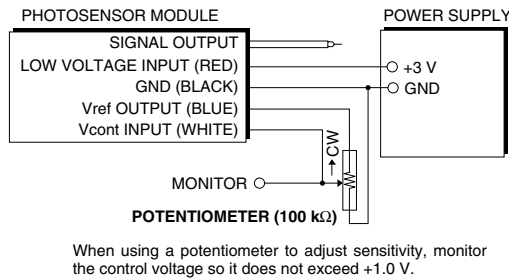 PHOTOSENSOR MODULE
POWER SUPPLY
SIGNAL OUTPUT
LOW VOLTAGE INPUT (RED)
+3 V
GND (BLACK)
GND
Vref OUTPUT (BLUE)
Vcont INPUT (WHITE)
CW
MONITOR
POTENTIOMETER (100 kΩ)
When using a potentiometer to adjust sensitivity, monitor
the control voltage so it does not exceed +1.0 V.